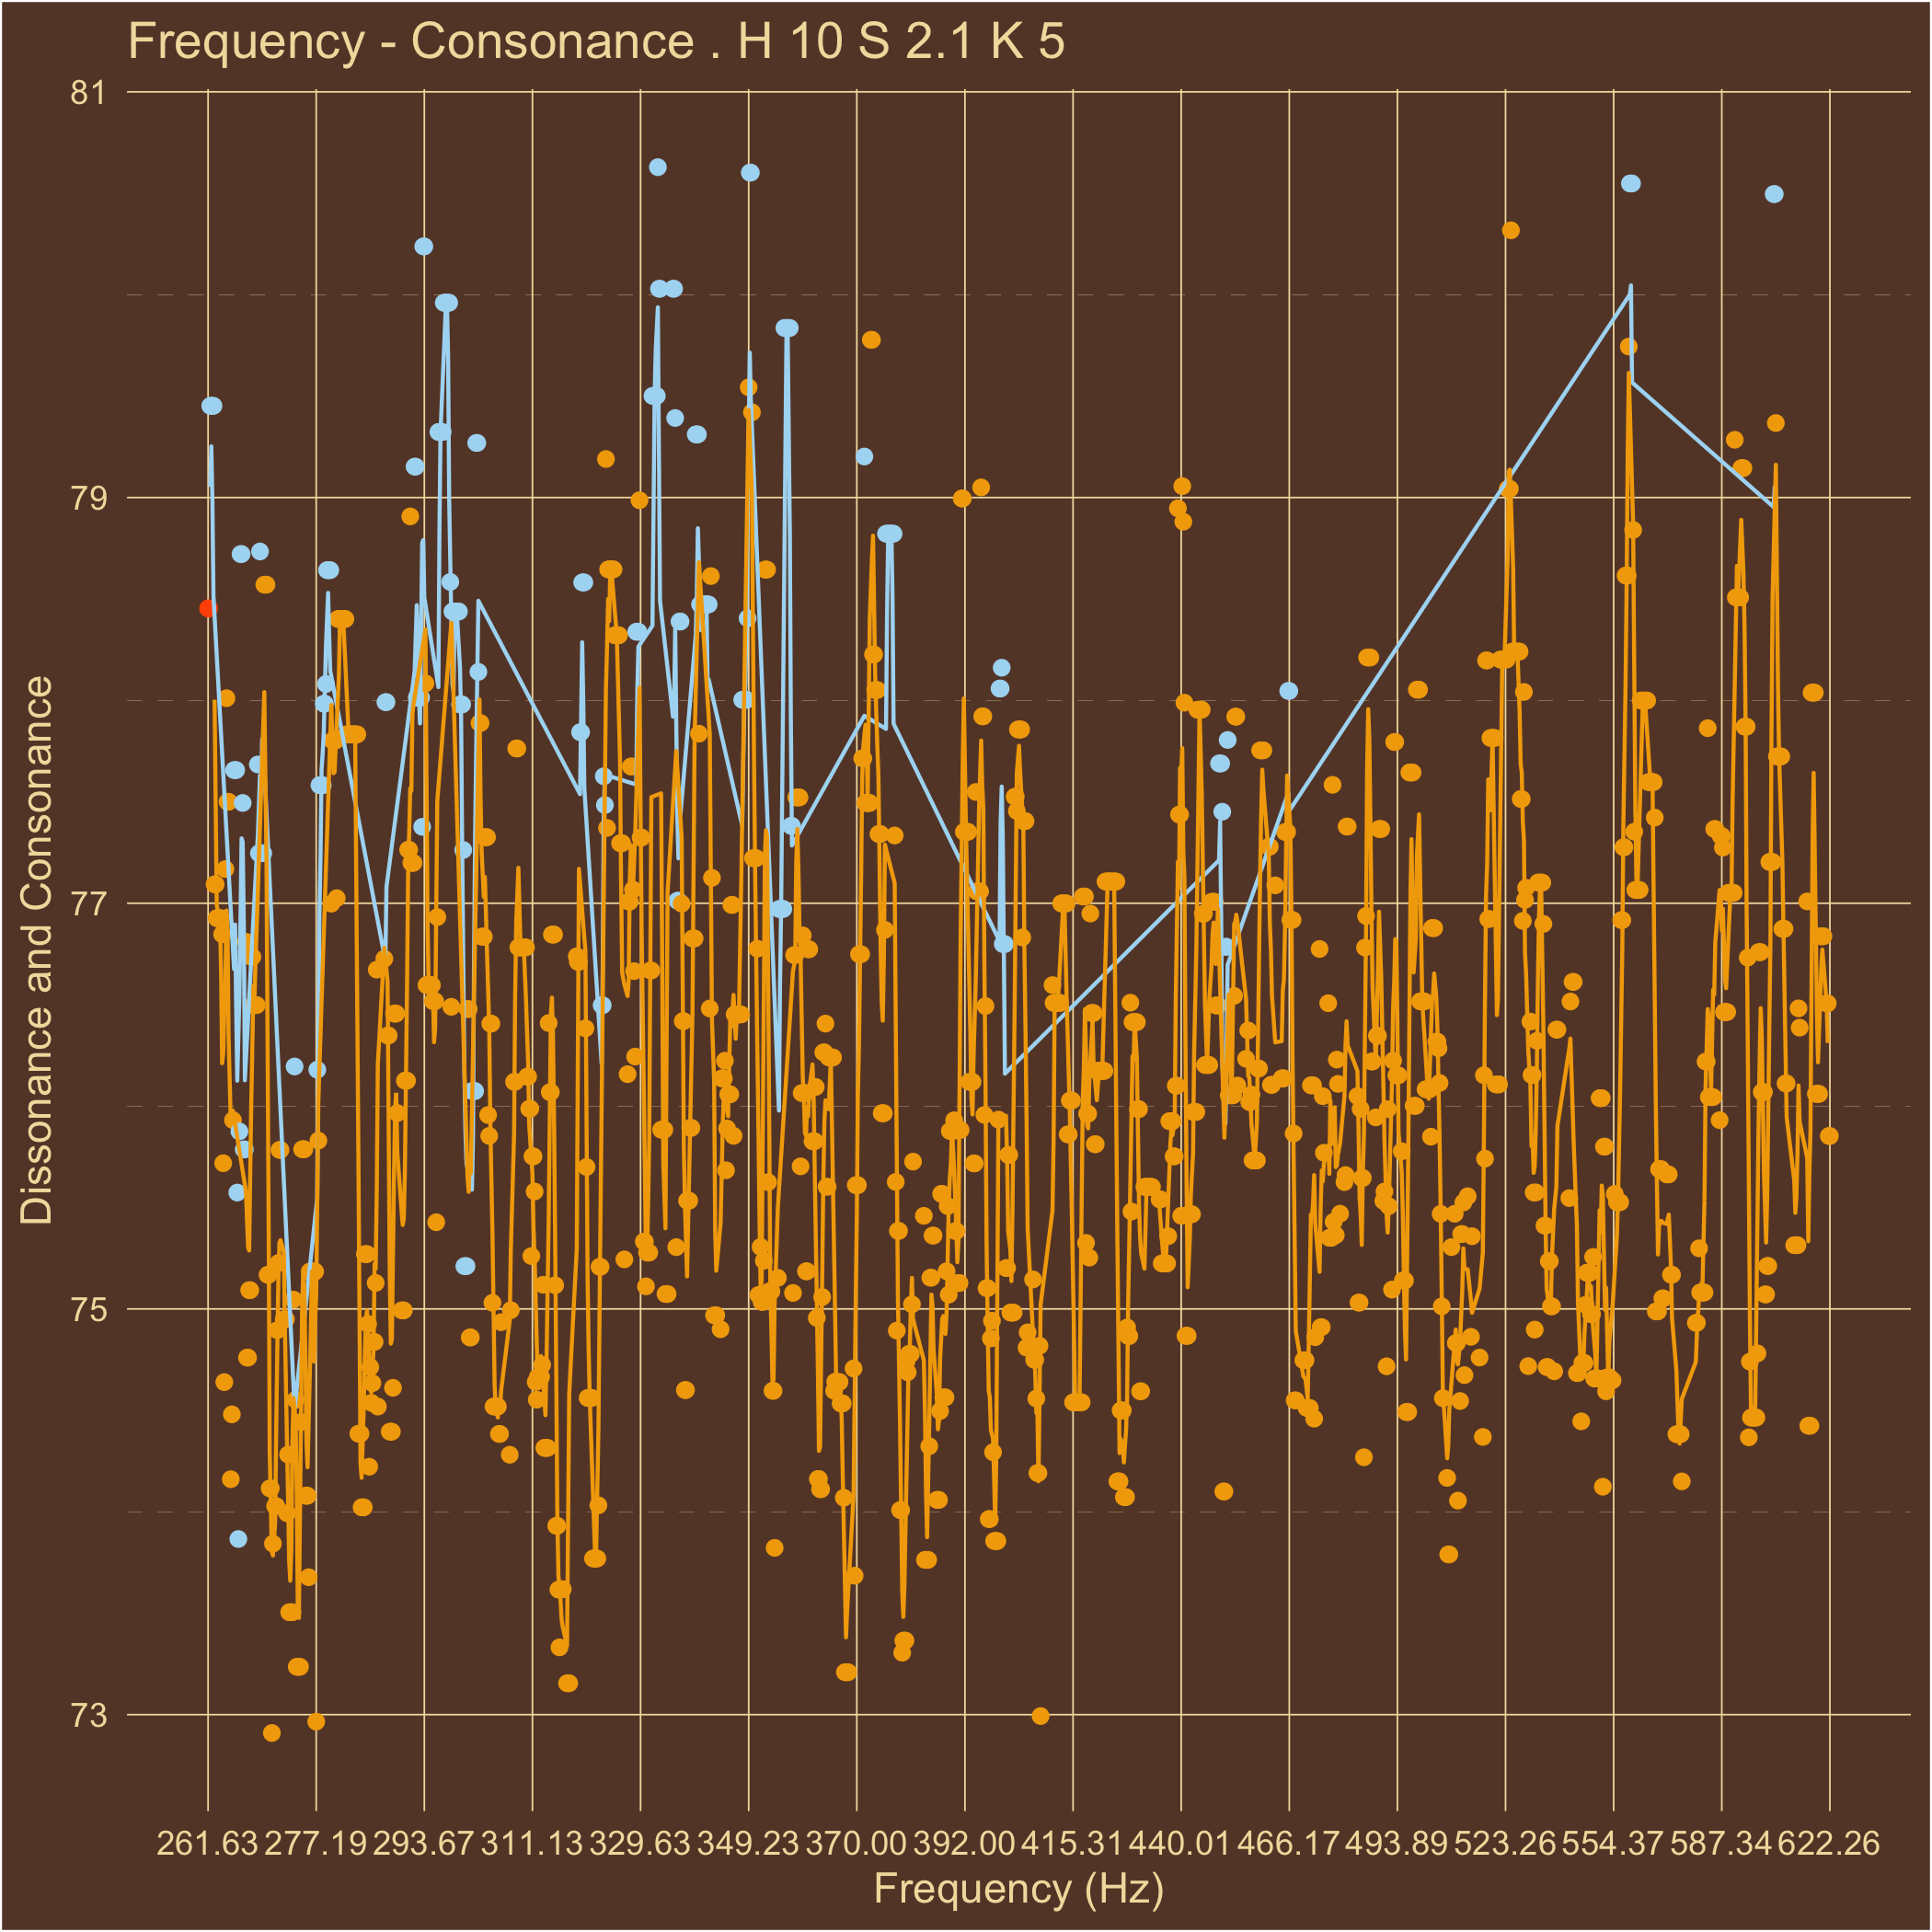 Frequency - Consonance . H 10 S 2.1 K 5
81
79
77
75
73
Dissonance and Consonance
261.63 277.19 293.67 311.13 329.63 349.23 370.00 392.00 415.31 440.01 466.17 493.89 523.26 554.37 587.34 622.26
Frequency (Hz)